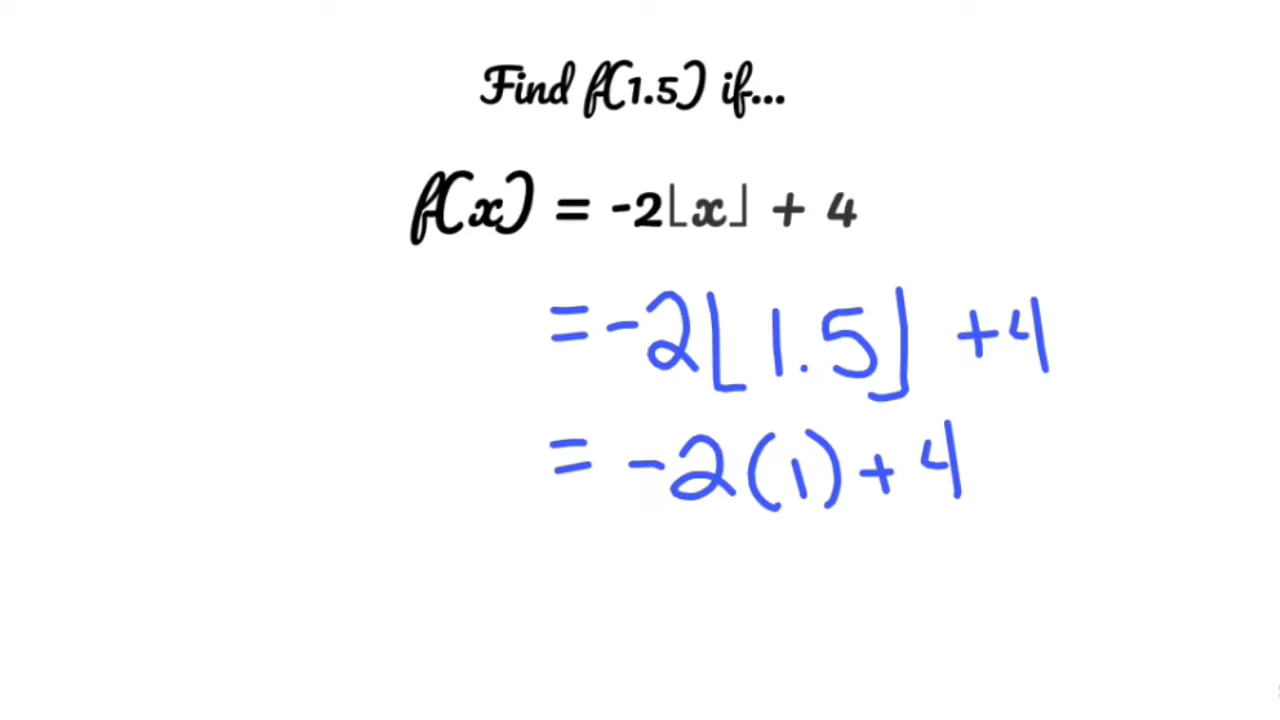 Find f(1.5) if...
f(x) = -2⌊x⌋ + 4
= -2⌊1.5⌋ + 4
= -2(1) + 4